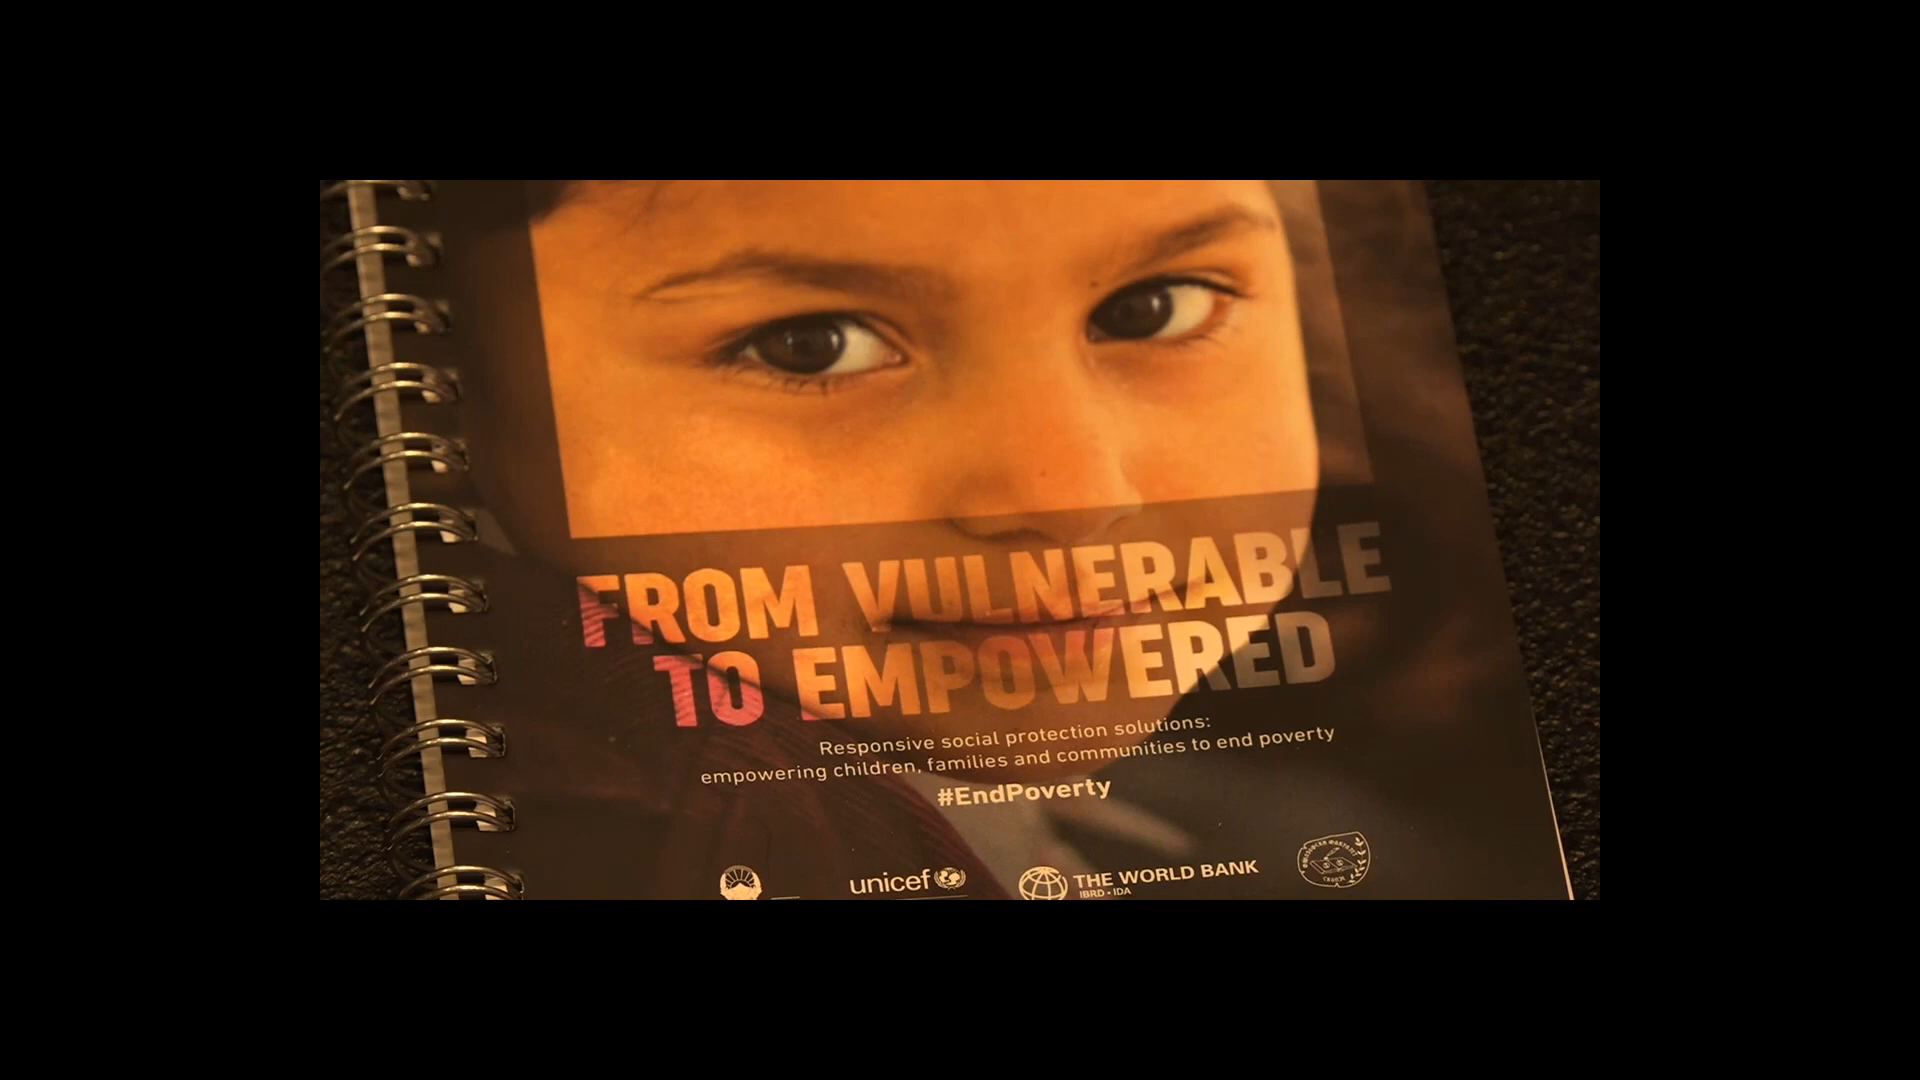 FROM VULNERABLE
TO EMPOWERED
Responsive social protection solutions:
empowering children, families and communities to end poverty
#EndPoverty
unicef
THE WORLD BANK
IBRD • IDA